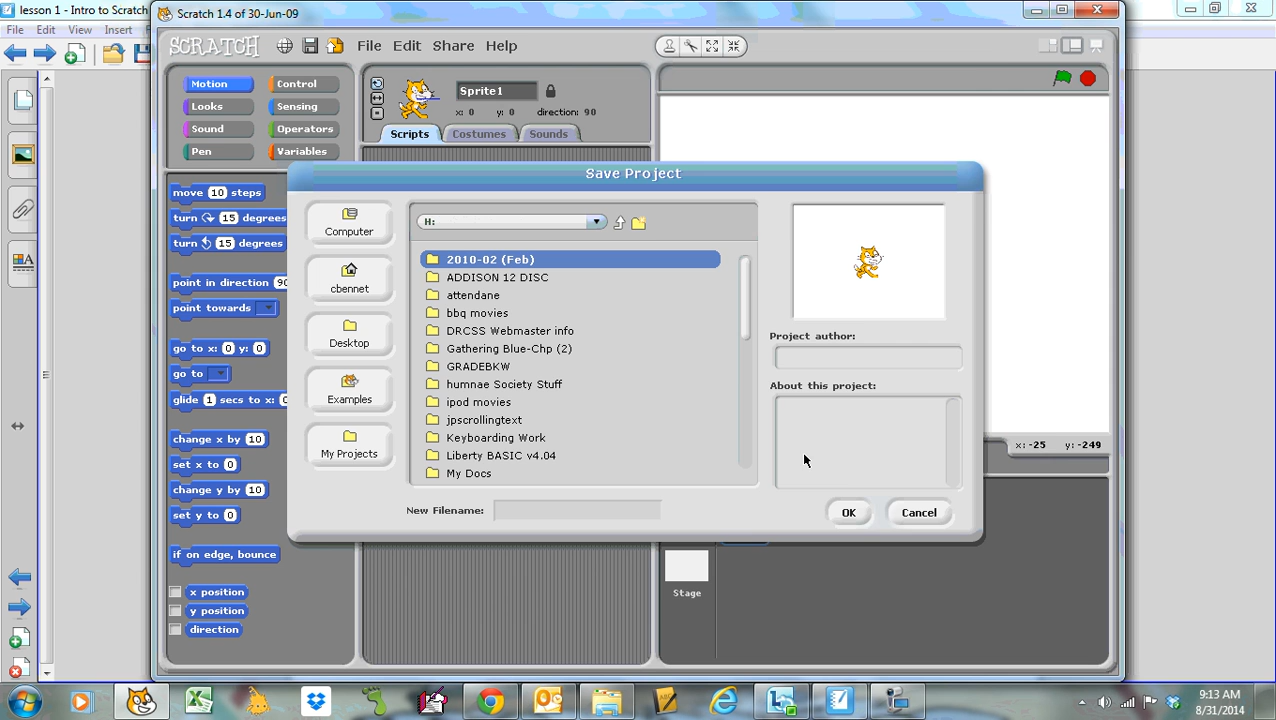 lesson 1 - Intro to Scratch
File Edit View Insert
Scratch 1.4 of 30-Jun-09
SCRATCH
File Edit Share Help
Motion Control
Looks Sensing
Sound Operators
Pen Variables
Sprite1
x: 0 y: 0 direction: 90
Scripts Costumes Sounds
move 10 steps
turn 15 degrees
turn 15 degrees
point in direction 90
point towards
go to x: 0 y: 0
go to
glide 1 secs to x: 0
change x by 10
set x to 0
change y by 10
set y to 0
if on edge, bounce
x position
y position
direction
Save Project
Computer
cbennet
Desktop
Examples
My Projects
H:
2010-02 (Feb)
ADDISON 12 DISC
attendane
bbq movies
DRCSS Webmaster info
Gathering Blue-Chp (2)
GRADEBKW
humnae Society Stuff
ipod movies
jpscrollingtext
Keyboarding Work
Liberty BASIC v4.04
My Docs
New Filename:
Project author:
About this project:
OK Cancel
x: -25 y: -249
Stage
9:13 AM
8/31/2014